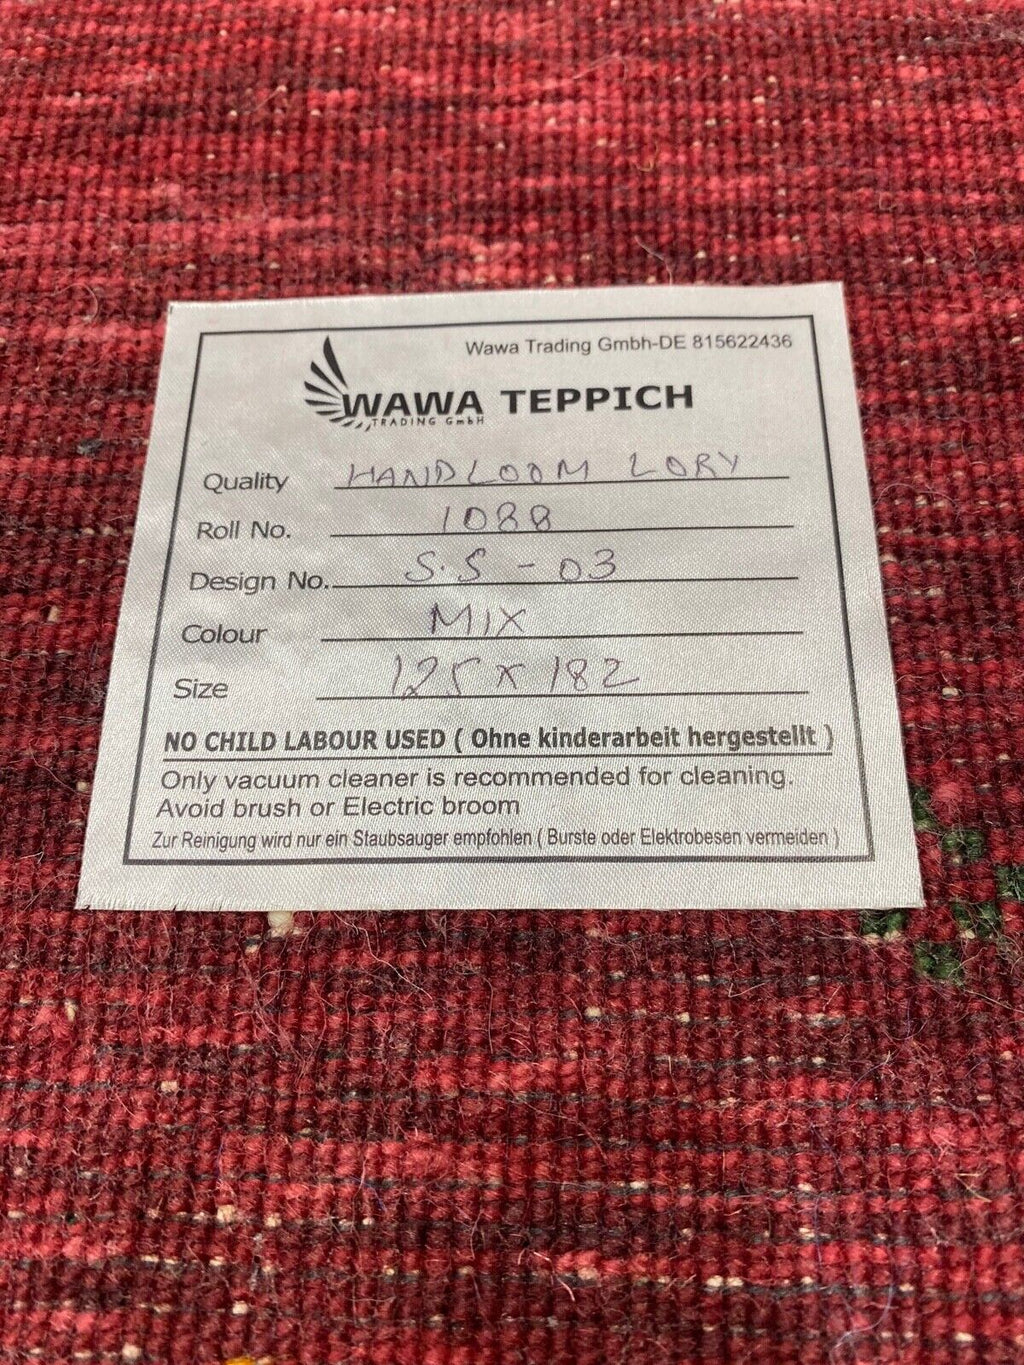 Wawa Trading Gmbh-DE 815622436
WAWA TEPPICH
TRADING GmbH
Quality HANDLOOM LORY
Roll No. 1088
Design No. S.S - 03
Colour MIX
Size 125 x 182
NO CHILD LABOUR USED ( Ohne kinderarbeit hergestellt )
Only vacuum cleaner is recommended for cleaning.
Avoid brush or Electric broom
Zur Reinigung wird nur ein Staubsauger empfohlen ( Burste oder Elektrobesen vermeiden )